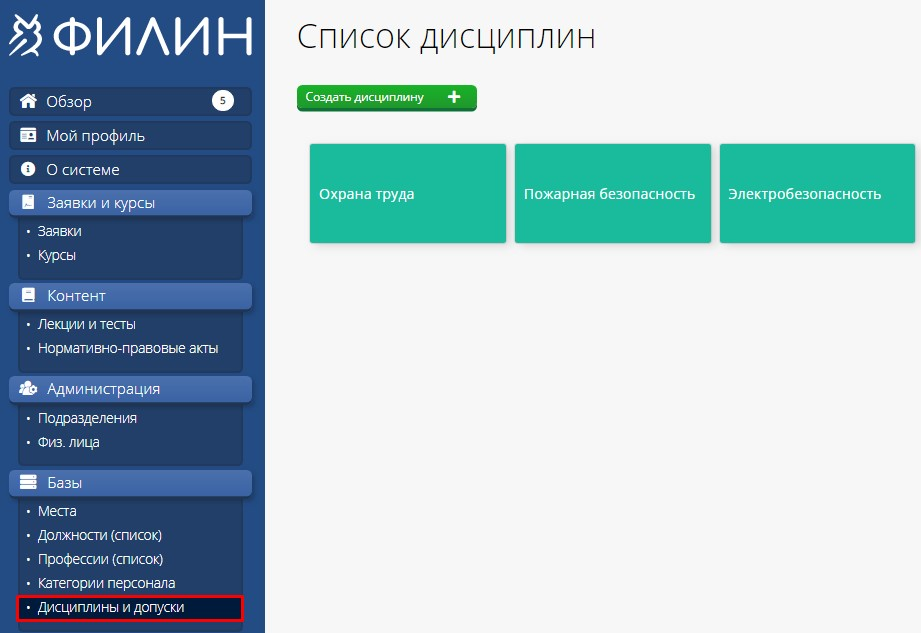 ФИЛИН
Обзор 5
Мой профиль
О системе
Заявки и курсы
• Заявки
• Курсы
Контент
• Лекции и тесты
• Нормативно-правовые акты
Администрация
• Подразделения
• Физ. лица
Базы
• Места
• Должности (список)
• Профессии (список)
• Категории персонала
• Дисциплины и допуски
Список дисциплин
Создать дисциплину +
Охрана труда
Пожарная безопасность
Электробезопасность